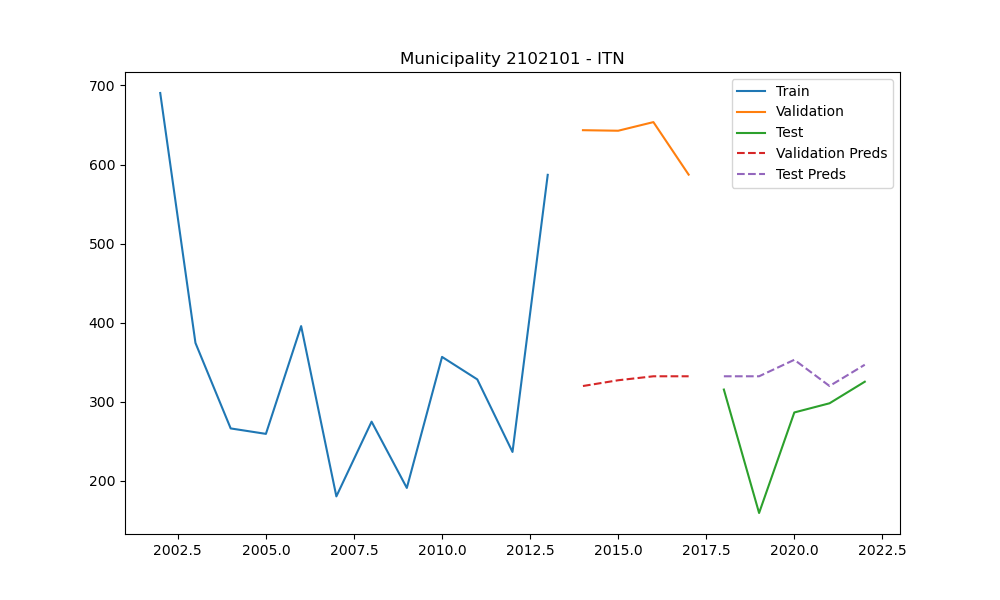 Municipality 2102101 - ITN
700
600
500
400
300
200
2002.5 2005.0 2007.5 2010.0 2012.5 2015.0 2017.5 2020.0 2022.5
Train
Validation
Test
Validation Preds
Test Preds